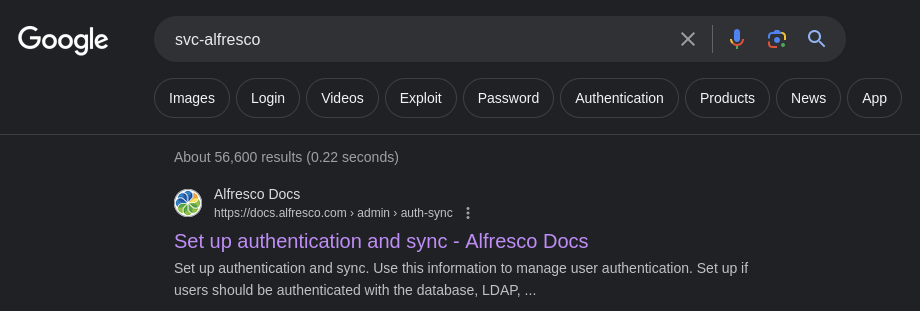 Google
svc-alfresco
Images Login Videos Exploit Password Authentication Products News App
About 56,600 results (0.22 seconds)
Alfresco Docs
https://docs.alfresco.com › admin › auth-sync
Set up authentication and sync - Alfresco Docs
Set up authentication and sync. Use this information to manage user authentication. Set up if
users should be authenticated with the database, LDAP, ...